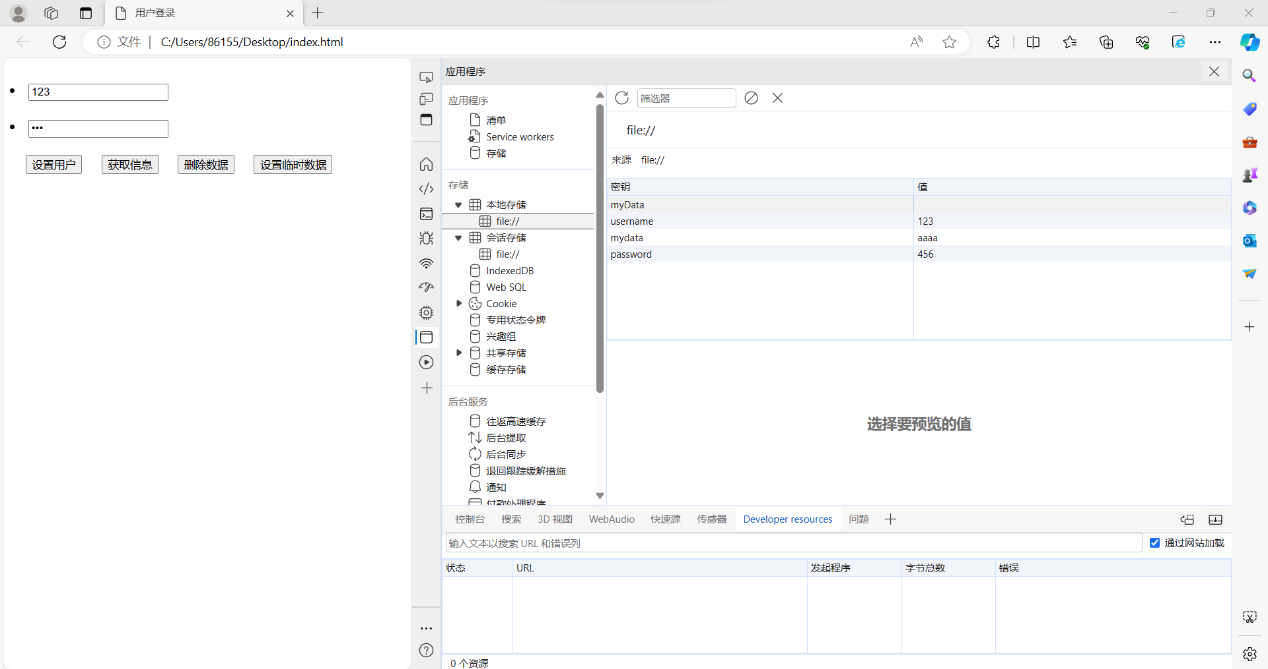 用户登录
文件 | C:/Users/86155/Desktop/index.html
123
•••
设置用户 获取信息 删除数据 设置临时数据
应用程序
应用程序
清单
Service workers
存储
存储
本地存储
file://
会话存储
file://
IndexedDB
Web SQL
Cookie
专用状态令牌
兴趣组
共享存储
缓存存储
后台服务
往返高速缓存
后台提取
后台同步
退回跟踪缓解措施
通知
付款处理程序
筛选器
file://
来源 file://
密钥 值
myData
username 123
mydata aaaa
password 456
选择要预览的值
控制台 搜索 3D 视图 WebAudio 快速源 传感器 Developer resources 问题
输入文本以搜索 URL 和错误列 通过网站加载
状态 URL 发起程序 字节总数 错误
0 个资源